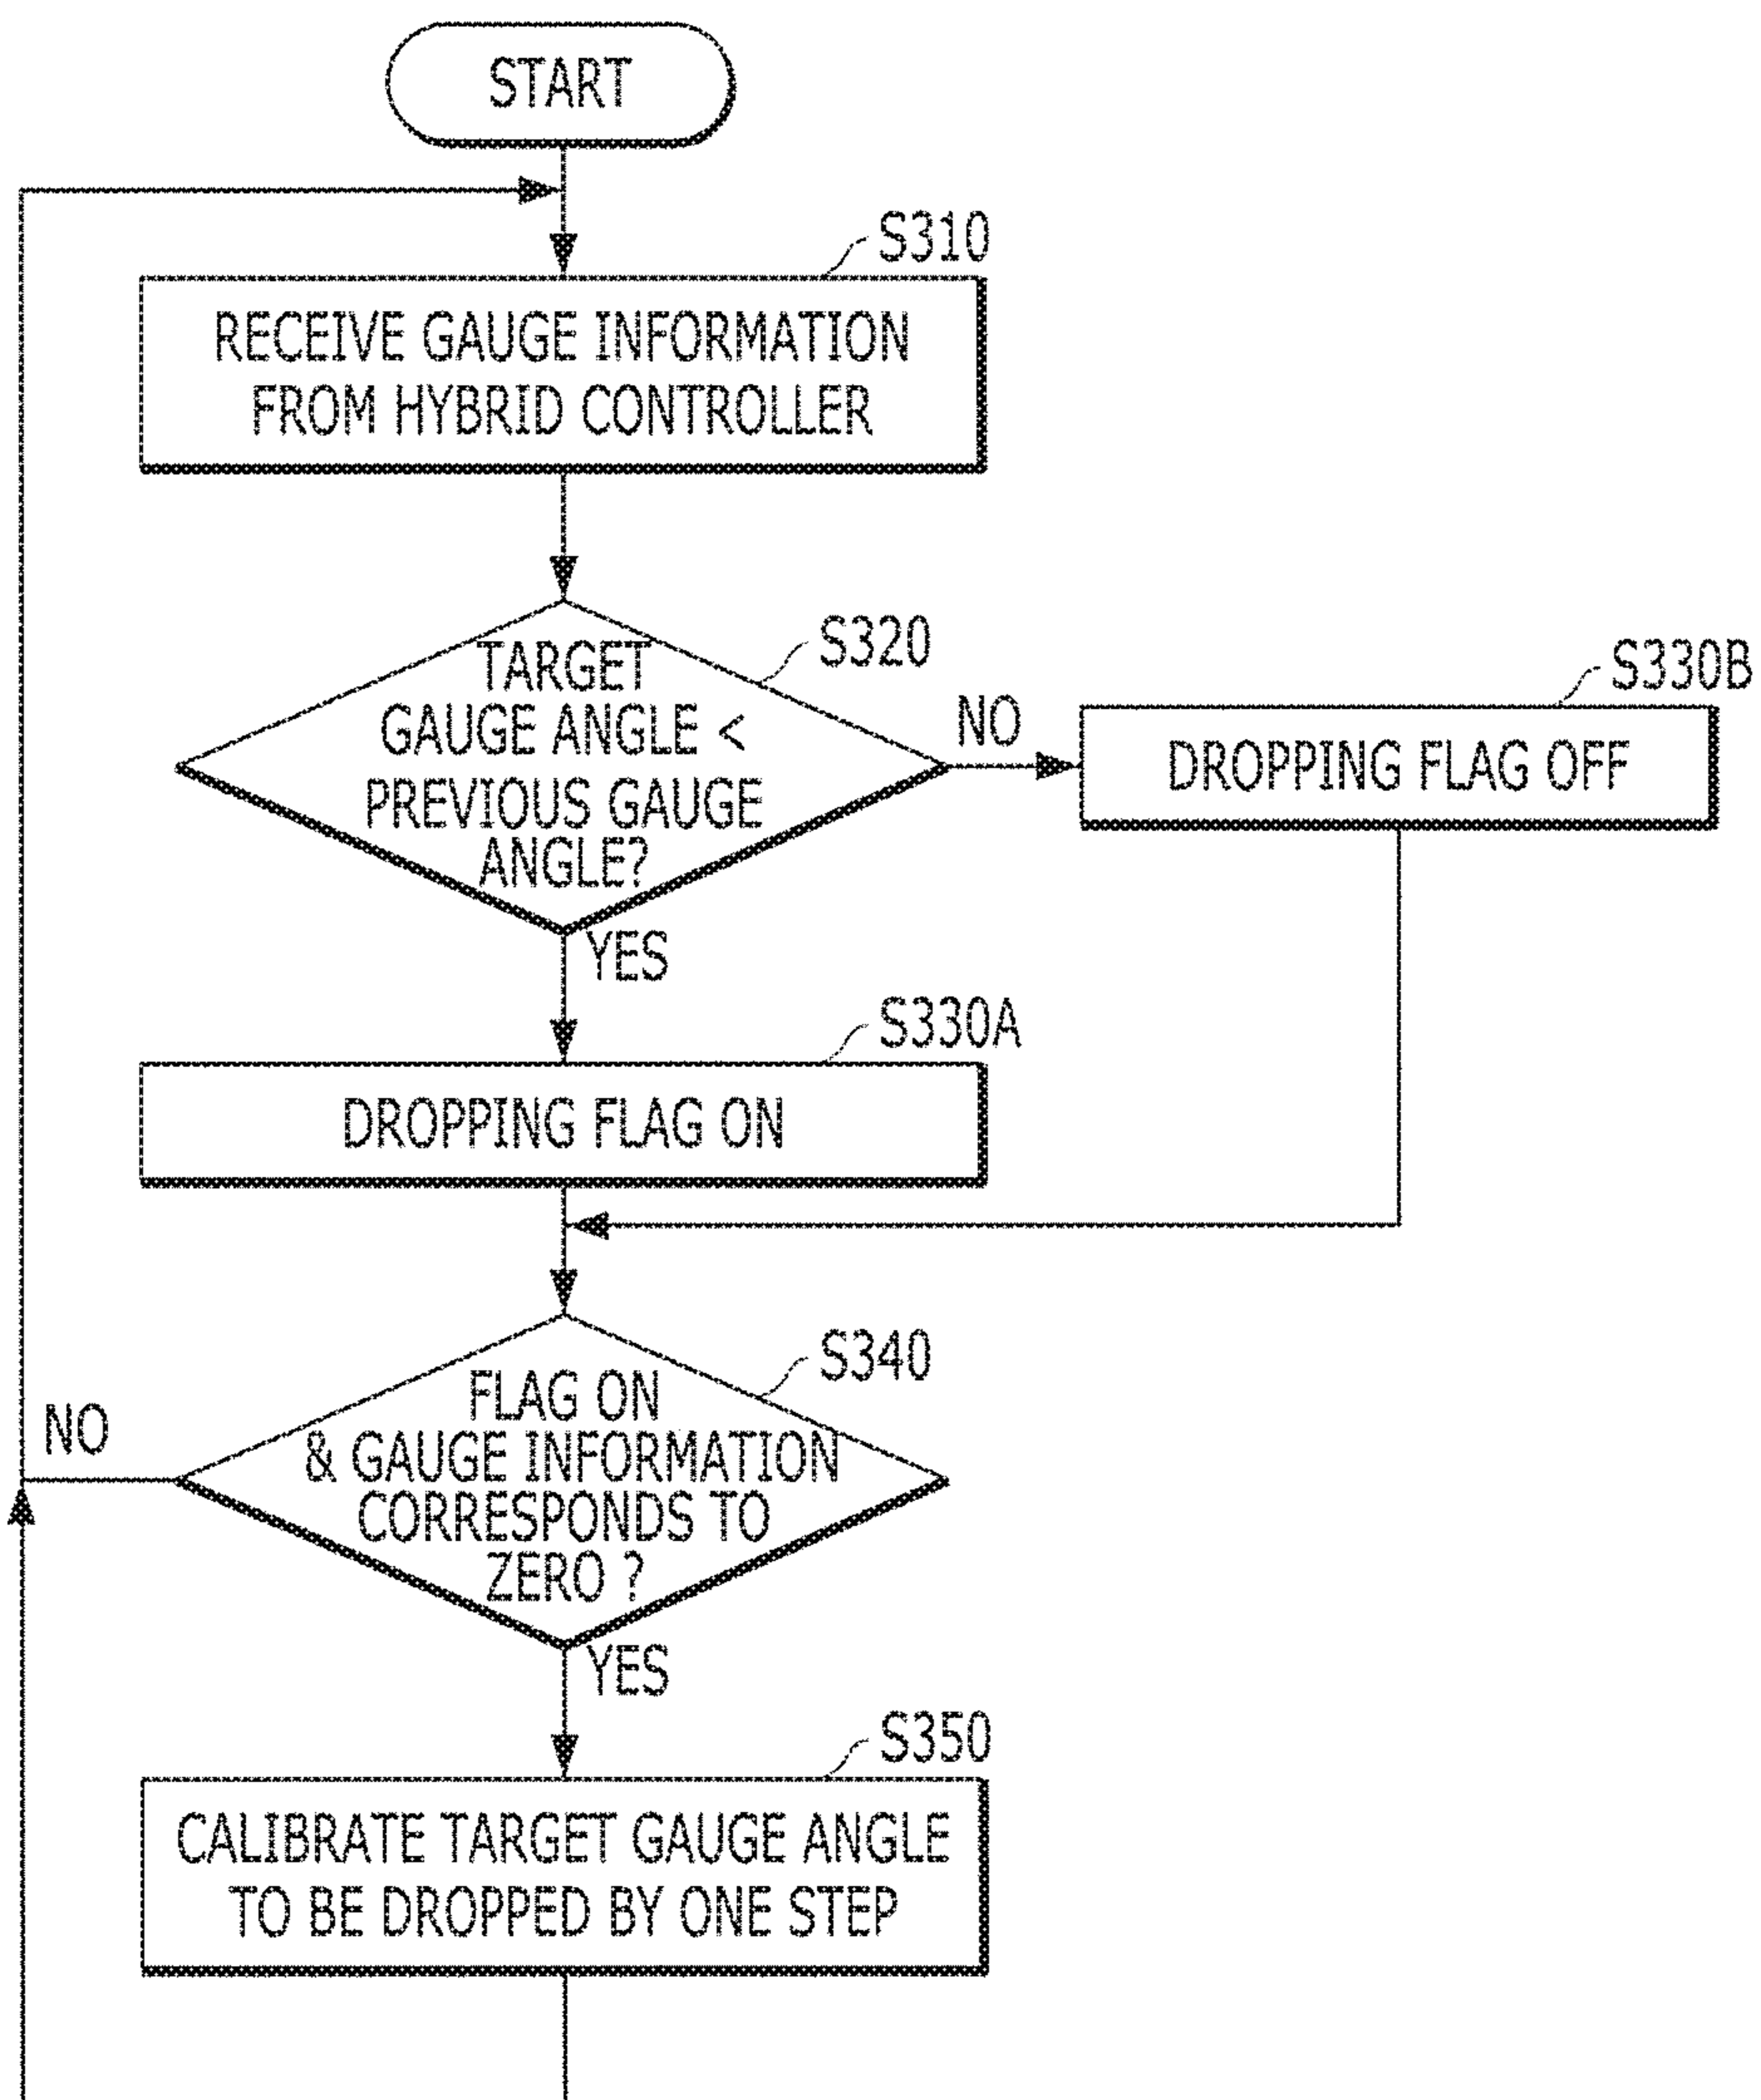 START
S310
RECEIVE GAUGE INFORMATION
FROM HYBRID CONTROLLER
S320
TARGET
GAUGE ANGLE <
PREVIOUS GAUGE
ANGLE?
NO
S330B
DROPPING FLAG OFF
YES
S330A
DROPPING FLAG ON
S340
FLAG ON
& GAUGE INFORMATION
CORRESPONDS TO
ZERO ?
NO
YES
S350
CALIBRATE TARGET GAUGE ANGLE
TO BE DROPPED BY ONE STEP